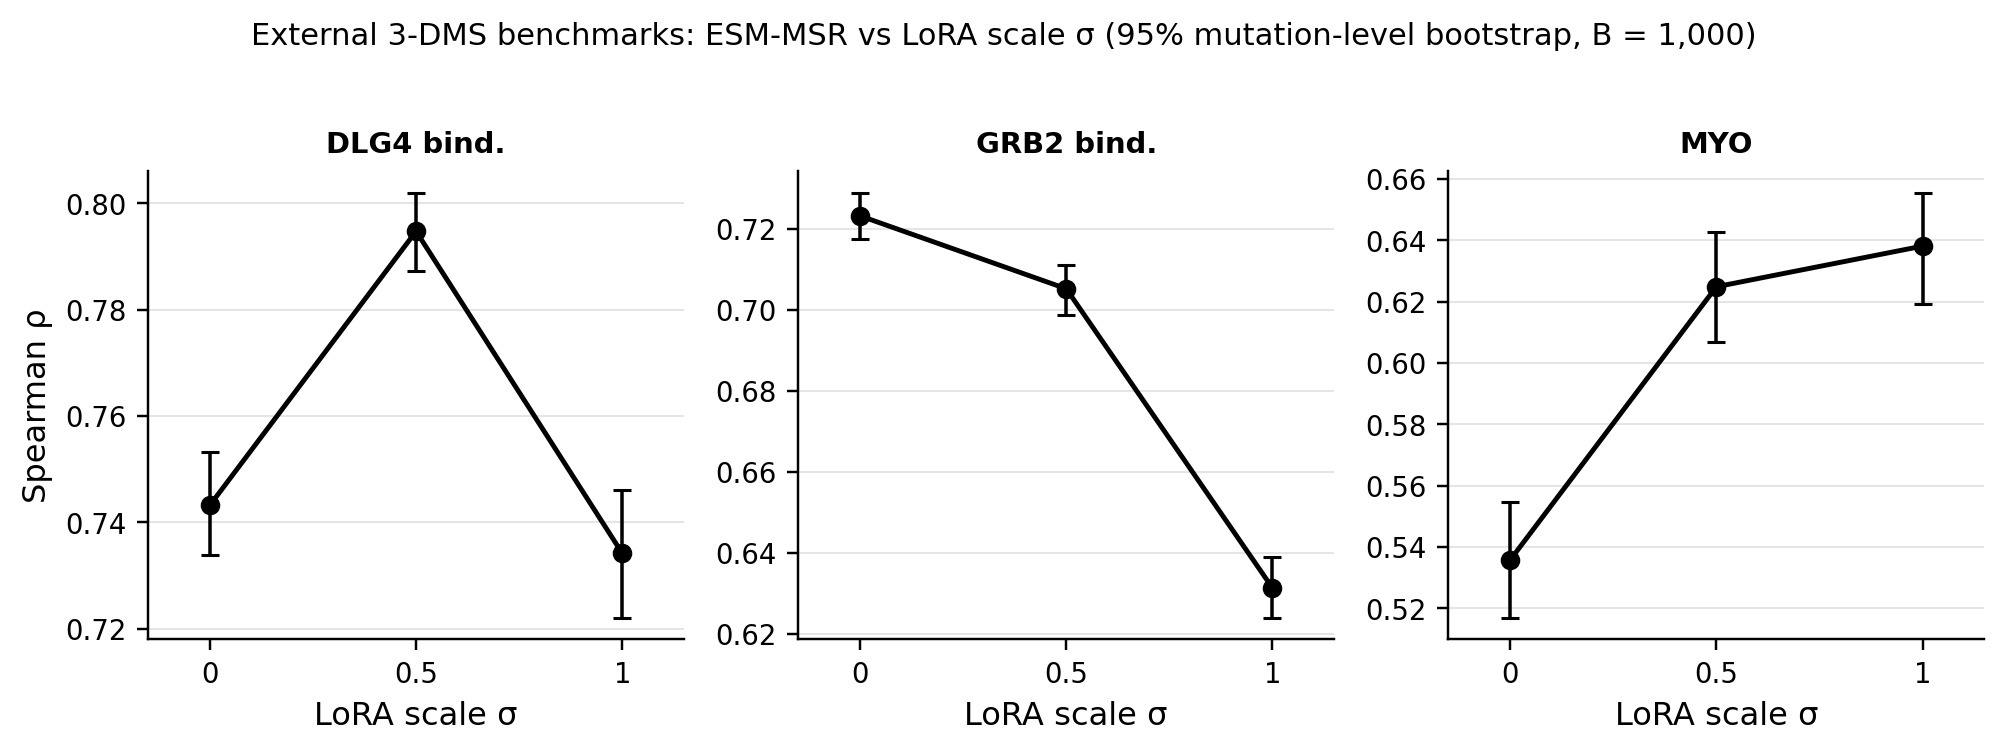 External 3-DMS benchmarks: ESM-MSR vs LoRA scale σ (95% mutation-level bootstrap, B = 1,000)
DLG4 bind.
Spearman ρ
0.80
0.78
0.76
0.74
0.72
0 0.5 1
LoRA scale σ
GRB2 bind.
0.72
0.70
0.68
0.66
0.64
0.62
0 0.5 1
LoRA scale σ
MYO
0.66
0.64
0.62
0.60
0.58
0.56
0.54
0.52
0 0.5 1
LoRA scale σ